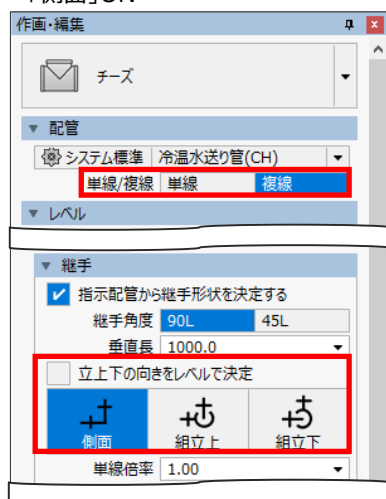 「側面」ON
作画・編集
チーズ
配管
システム標準 冷温水送り管(CH)
単線/複線 単線 複線
レベル
継手
指示配管から継手形状を決定する
継手角度 90L 45L
垂直長 1000.0
立上下の向きをレベルで決定
側面 組立上 組立下
単線倍率 1.00